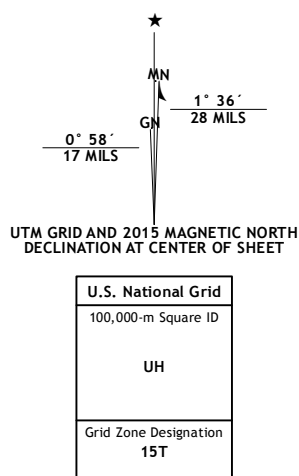 ★
MN
1° 36´
28 MILS
GN
0° 58´
17 MILS
UTM GRID AND 2015 MAGNETIC NORTH
DECLINATION AT CENTER OF SHEET
U.S. National Grid
100,000-m Square ID
UH
Grid Zone Designation
15T